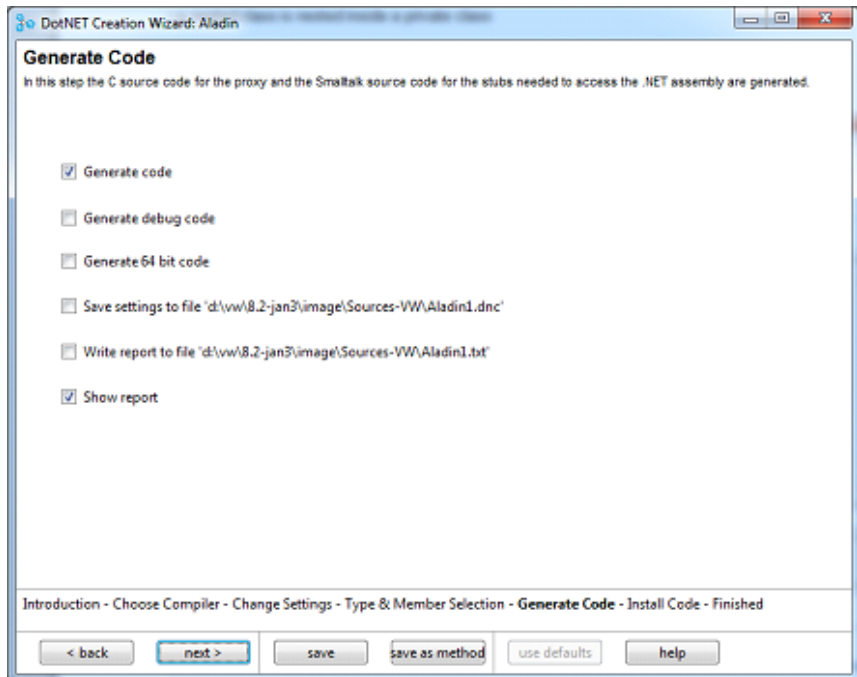 DotNET Creation Wizard: Aladin
Generate Code
In this step the C source code for the proxy and the Smalltalk source code for the stubs needed to access the .NET assembly are generated.
Generate code
Generate debug code
Generate 64 bit code
Save settings to file 'd:\vw\8.2-jan3\image\Sources-VW\Aladin1.dnc'
Write report to file 'd:\vw\8.2-jan3\image\Sources-VW\Aladin1.txt'
Show report
Introduction - Choose Compiler - Change Settings - Type & Member Selection - Generate Code - Install Code - Finished
< back next > save save as method use defaults help